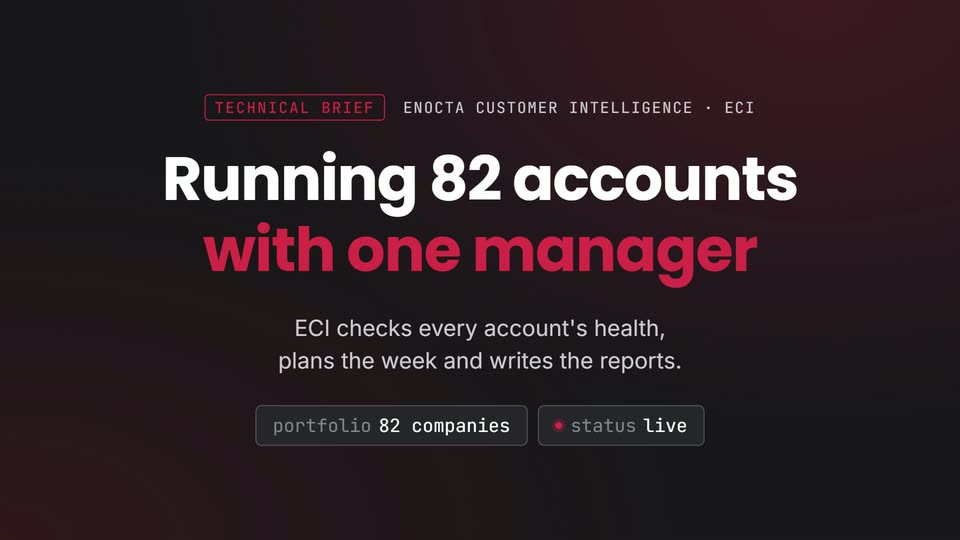 TECHNICAL BRIEF ENOCTA CUSTOMER INTELLIGENCE · ECI
Running 82 accounts
with one manager
ECI checks every account's health,
plans the week and writes the reports.
portfolio 82 companies status live